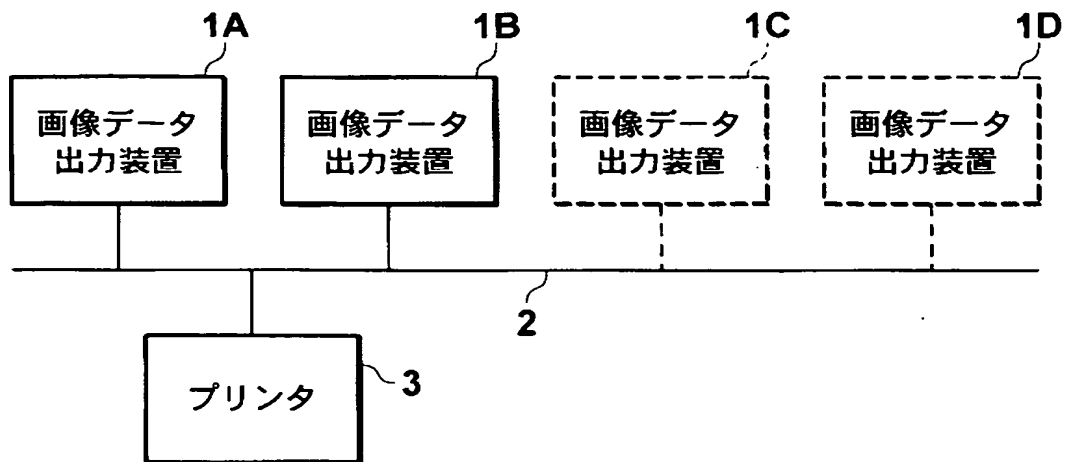 1A
1B
1C
1D
画像データ
出力装置
画像データ
出力装置
画像データ
出力装置
画像データ
出力装置
2
プリンタ
3